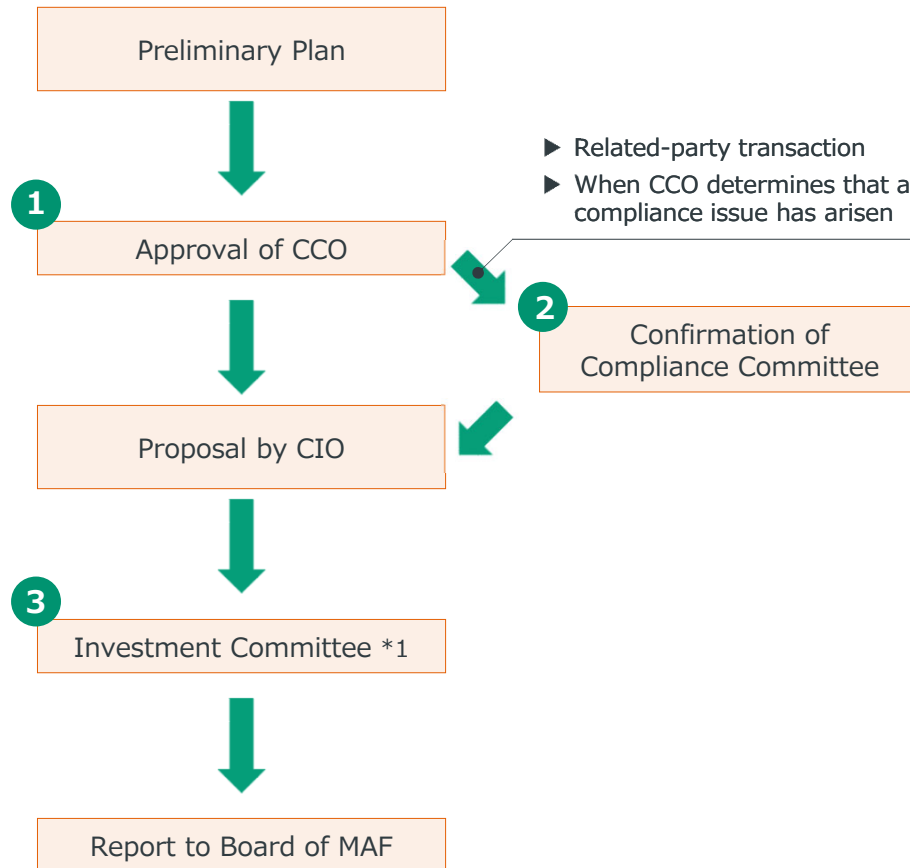 Preliminary Plan
▶ Related-party transaction
▶ When CCO determines that a
compliance issue has arisen
1
Approval of CCO
2
Confirmation of
Compliance Committee
Proposal by CIO
3
Investment Committee *1
Report to Board of MAF